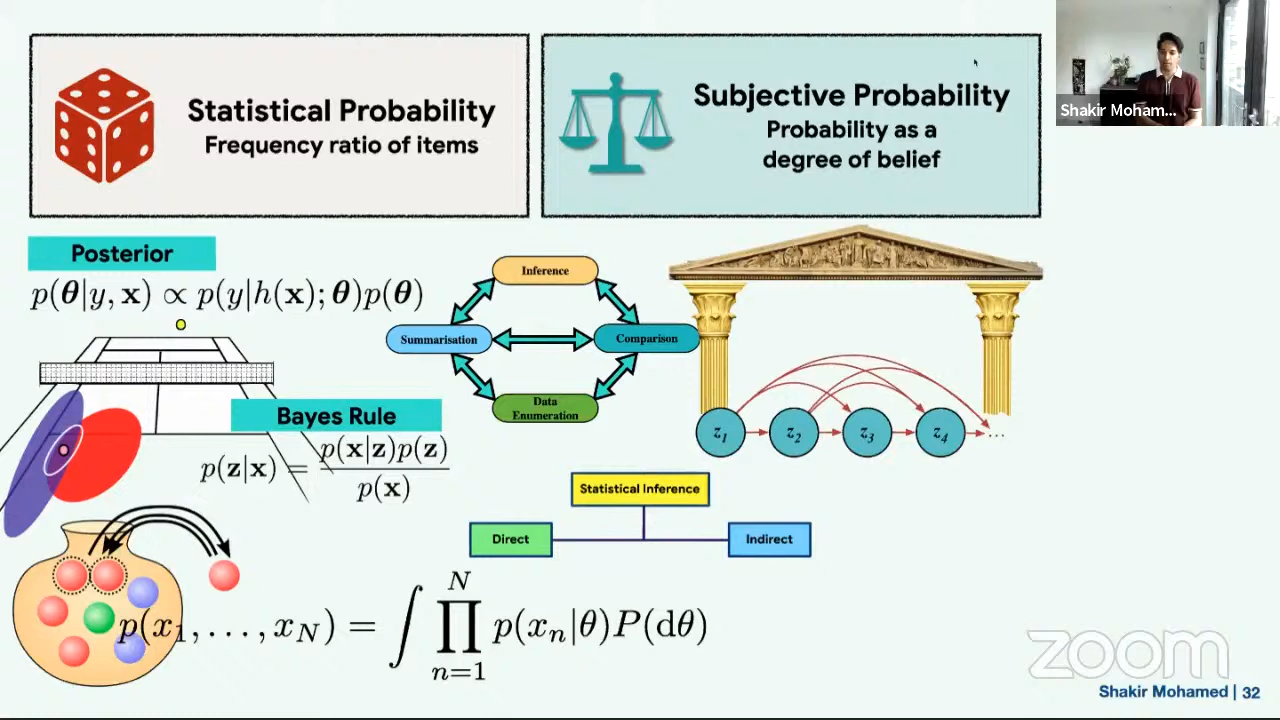 Statistical Probability
Frequency ratio of items
Subjective Probability
Probability as a
degree of belief
Shakir Moham...
Posterior
p(θ|y, x) ∝ p(y|h(x); θ)p(θ)
Inference
Summarisation
Comparison
Data
Enumeration
Bayes Rule
p(z|x) = p(x|z)p(z) / p(x)
z1 z2 z3 z4 ...
Statistical Inference
Direct
Indirect
p(x1, . . . , xN) = ∫ ∏ n=1 N p(xn|θ)P(dθ)
zoom
Shakir Mohamed | 32